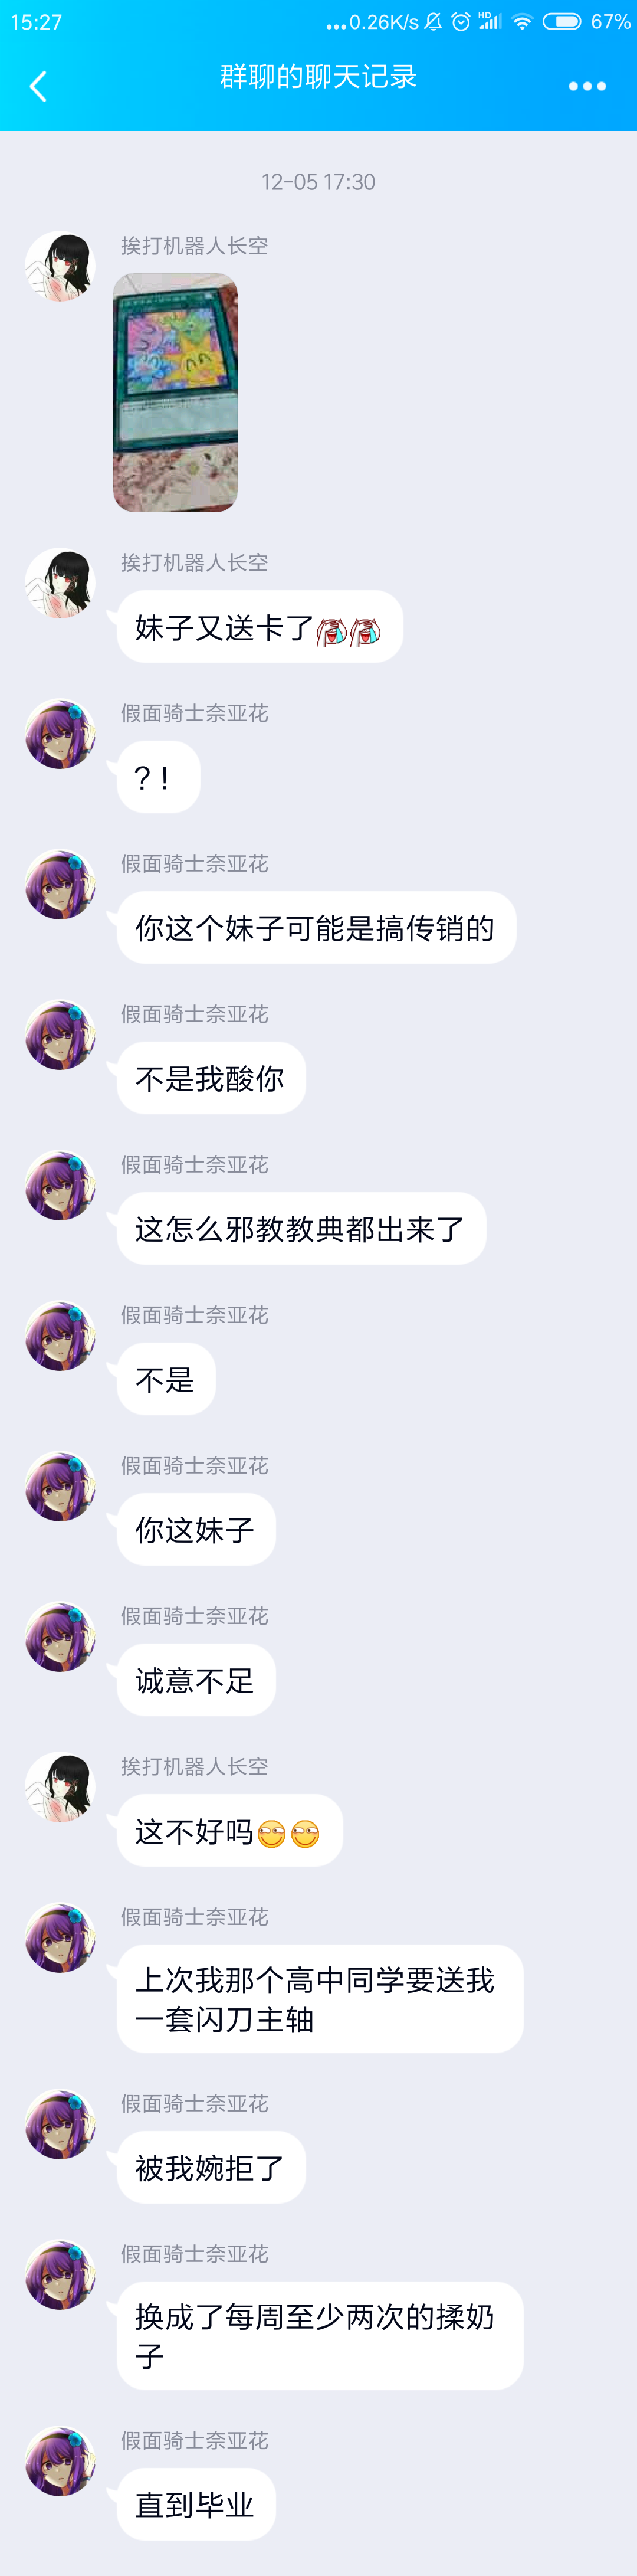 15:27
...0.26K/s HD 67%
群聊的聊天记录
12-05 17:30
挨打机器人长空
挨打机器人长空
妹子又送卡了
假面骑士奈亚花
?!
假面骑士奈亚花
你这个妹子可能是搞传销的
假面骑士奈亚花
不是我酸你
假面骑士奈亚花
这怎么邪教教典都出来了
假面骑士奈亚花
不是
假面骑士奈亚花
你这妹子
假面骑士奈亚花
诚意不足
挨打机器人长空
这不好吗
假面骑士奈亚花
上次我那个高中同学要送我
一套闪刀主轴
假面骑士奈亚花
被我婉拒了
假面骑士奈亚花
换成了每周至少两次的揉奶
子
假面骑士奈亚花
直到毕业